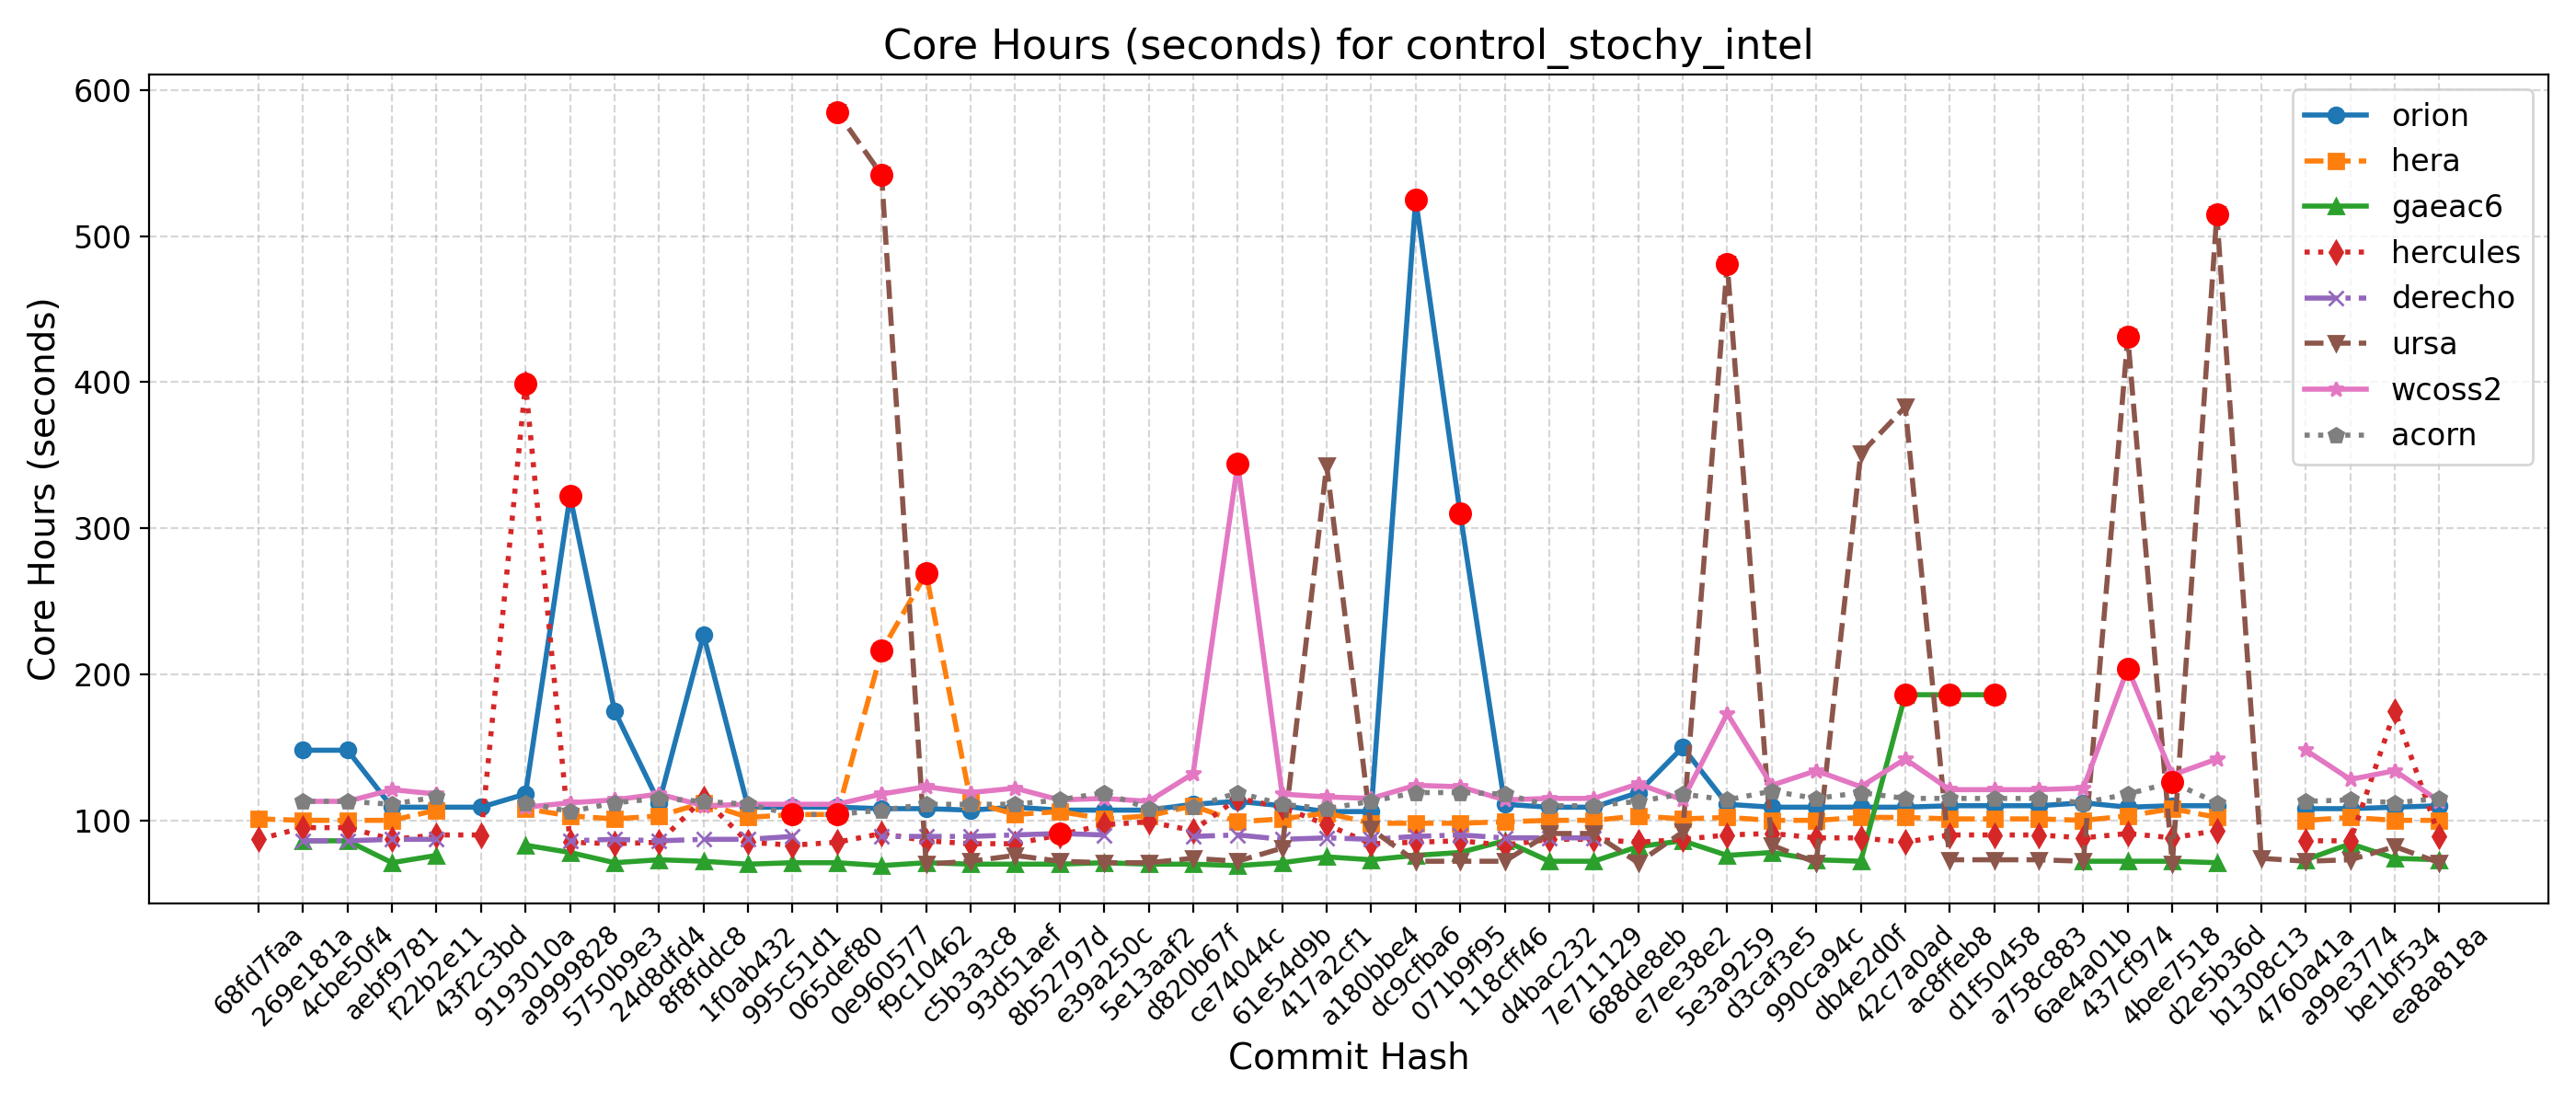 Core Hours (seconds) for control_stochy_intel
Core Hours (seconds)
600
500
400
300
200
100
orion
hera
gaeac6
hercules
derecho
ursa
wcoss2
acorn
68fd7faa
269e181a
4cbe50f4
aebf9781
f22b2e11
43f2c3bd
9193010a
a9999828
5750b9e3
24d8dfd4
8f8fddc8
1f0ab432
995c51d1
065def80
0e960577
f9c10462
c5b3a3c8
93d51aef
8b52797d
e39a250c
5e13aaf2
d820b67f
ce74044c
61e54d9b
417a2cf1
a180bbe4
dc9cfba6
071b9f95
118cff46
d4bac232
7e711129
688de8eb
e7ee38e2
5e3a9259
d3caf3e5
990ca94c
db4e2d0f
42c7a0ad
ac8ffeb8
d1f50458
a758c883
6ae4a01b
437cf974
4bee7518
d2e5b36d
b1308c13
4760a41a
a99e3774
be1bf534
ea8a818a
Commit Hash